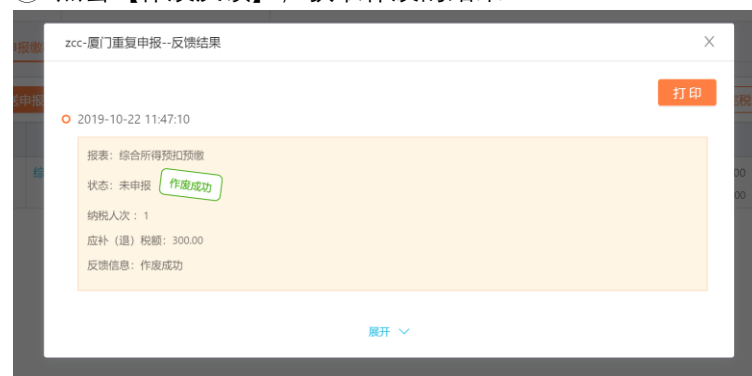 zcc-厦门重复申报--反馈结果
打印
2019-10-22 11:47:10
报表：综合所得预扣预缴
状态：未申报 作废成功
纳税人次：1
应补（退）税额：300.00
反馈信息：作废成功
展开